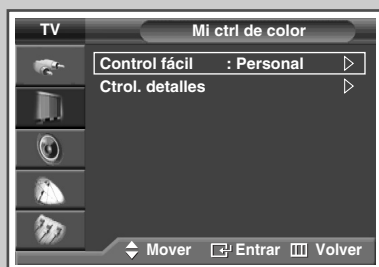 TV Mi ctrl de color
Control fácil : Personal
Ctrol. detalles
Mover Entrar Volver